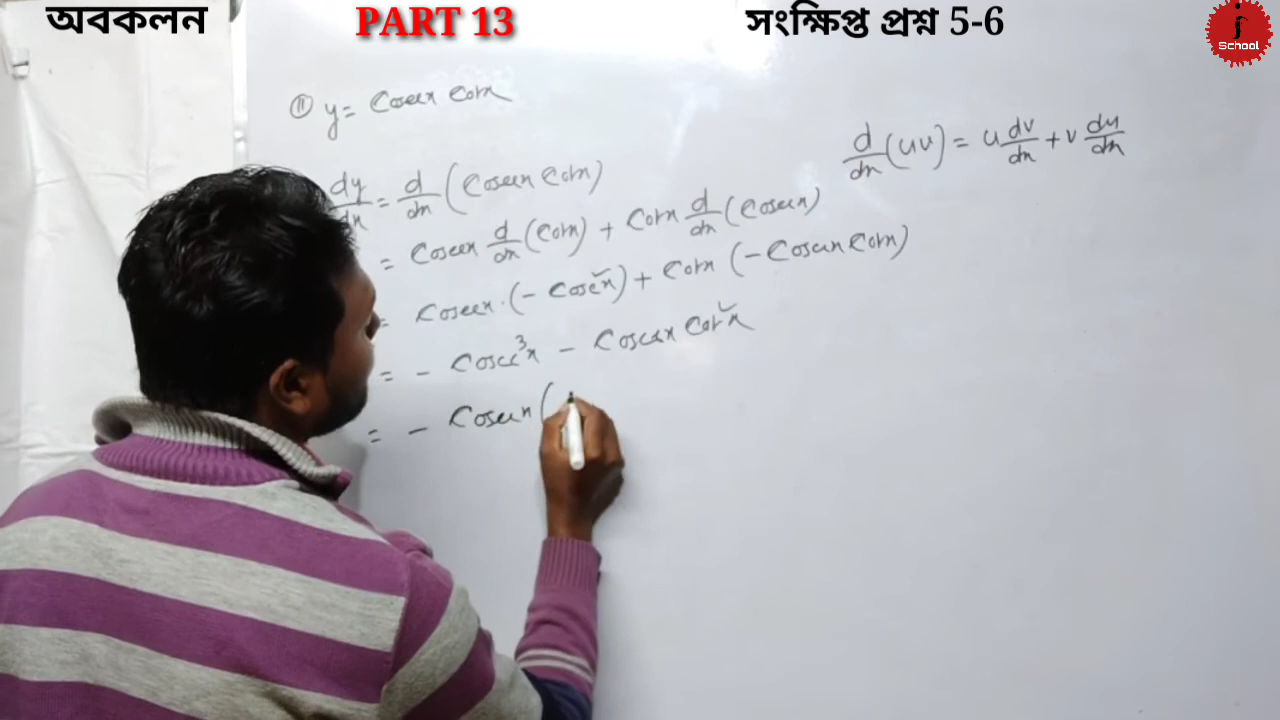 অবকলন PART 13 সংক্ষিপ্ত প্রশ্ন 5-6
f School
(ii) y = Cosecx Cotx
d/dx (uv) = u dv/dx + v du/dx
dy/dx = d/dx (Cosecx Cotx)
= Cosecx d/dx (Cotx) + Cotx d/dx (Cosecx)
= Cosecx · (- Cosec²x) + Cotx (- Cosecx Cotx)
= - Cosec³x - Cosecx Cot²x
= - Cosecx (